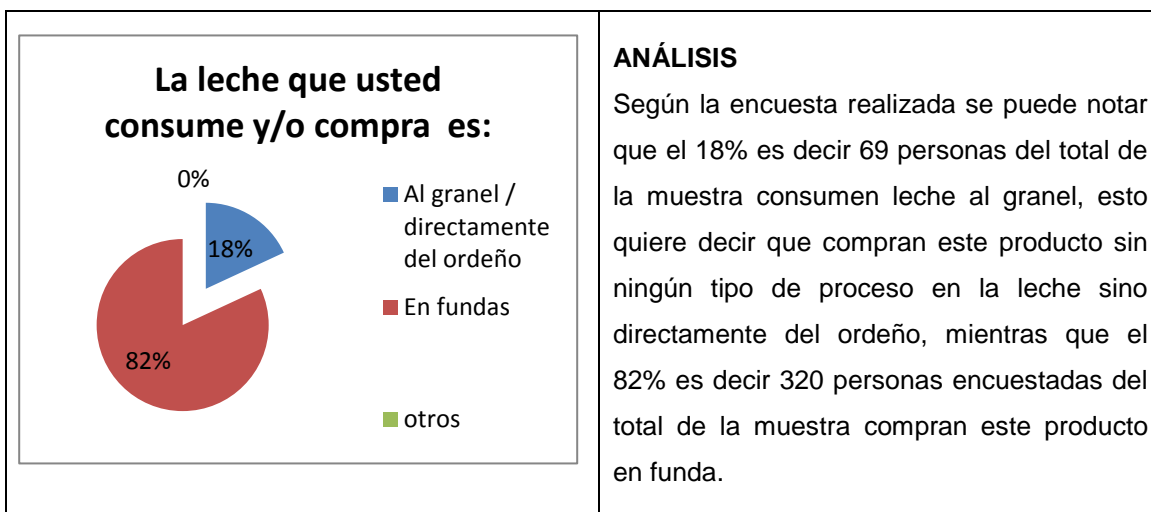 La leche que usted
consume y/o compra es:
0%
18%
82%
Al granel /
directamente
del ordeño
En fundas
otros
ANÁLISIS
Según la encuesta realizada se puede notar
que el 18% es decir 69 personas del total de
la muestra consumen leche al granel, esto
quiere decir que compran este producto sin
ningún tipo de proceso en la leche sino
directamente del ordeño, mientras que el
82% es decir 320 personas encuestadas del
total de la muestra compran este producto
en funda.